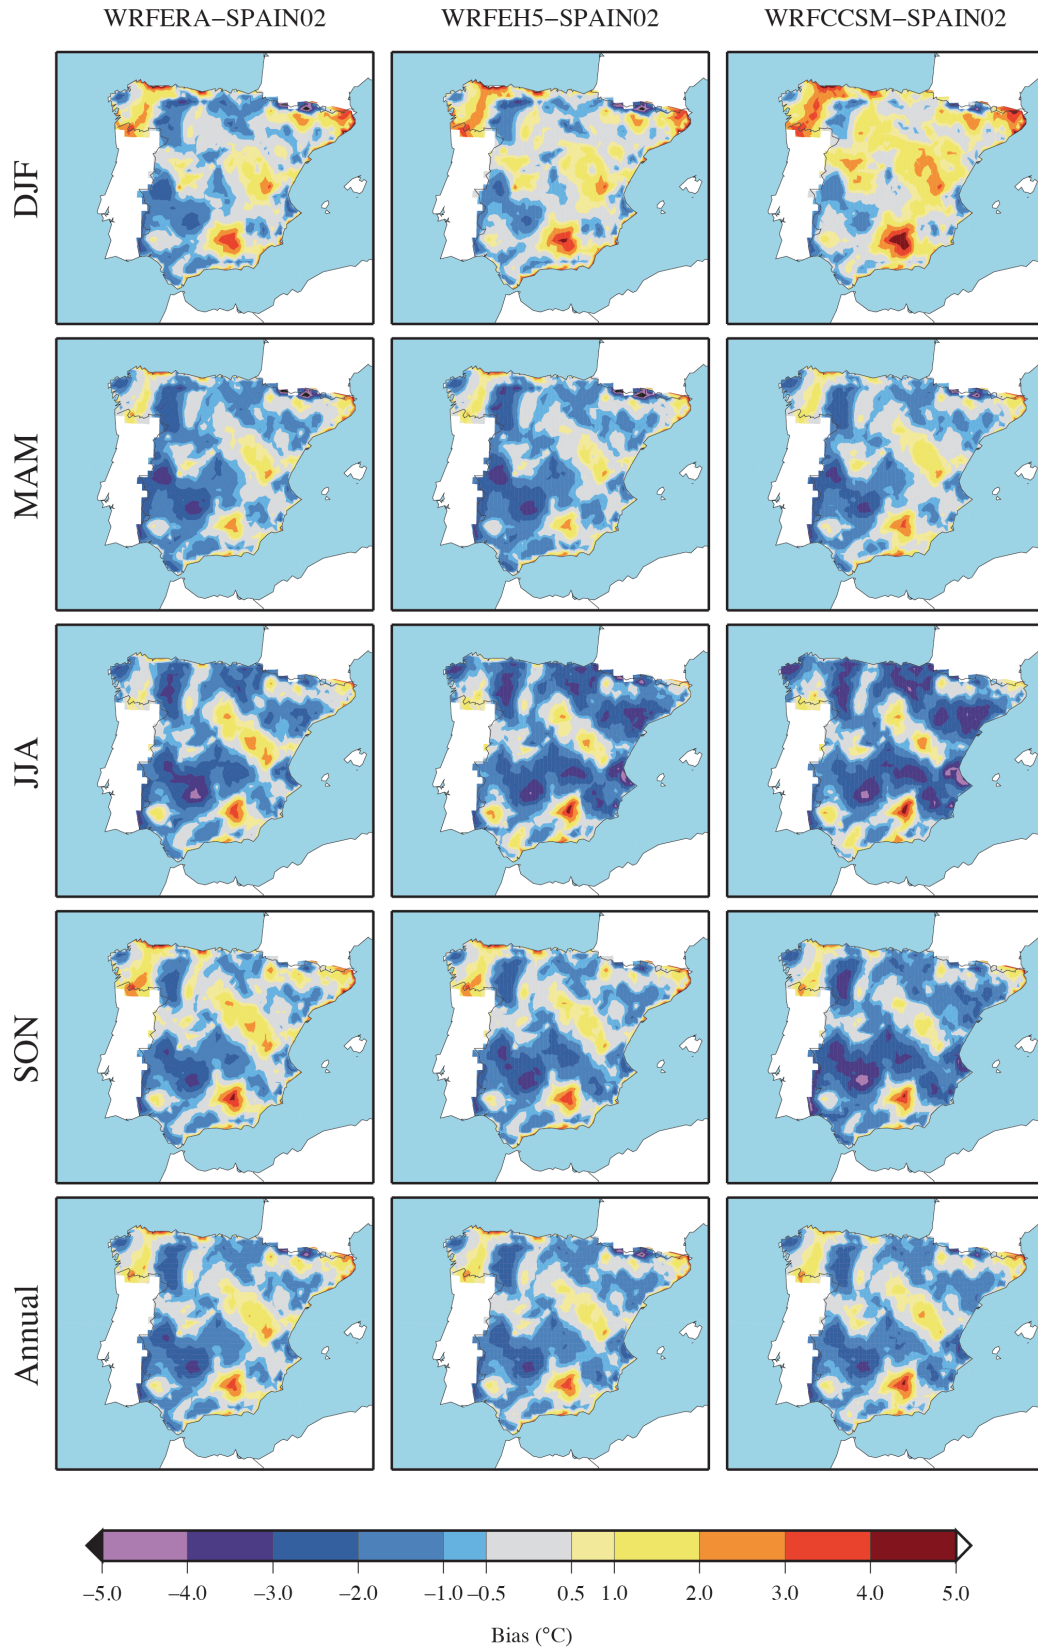 WRFERA−SPAIN02 WRFEH5−SPAIN02 WRFCCSM−SPAIN02
DJF
MAM
JJA
SON
Annual
−5.0 −4.0 −3.0 −2.0 −1.0 −0.5 0.5 1.0 2.0 3.0 4.0 5.0
Bias (°C)